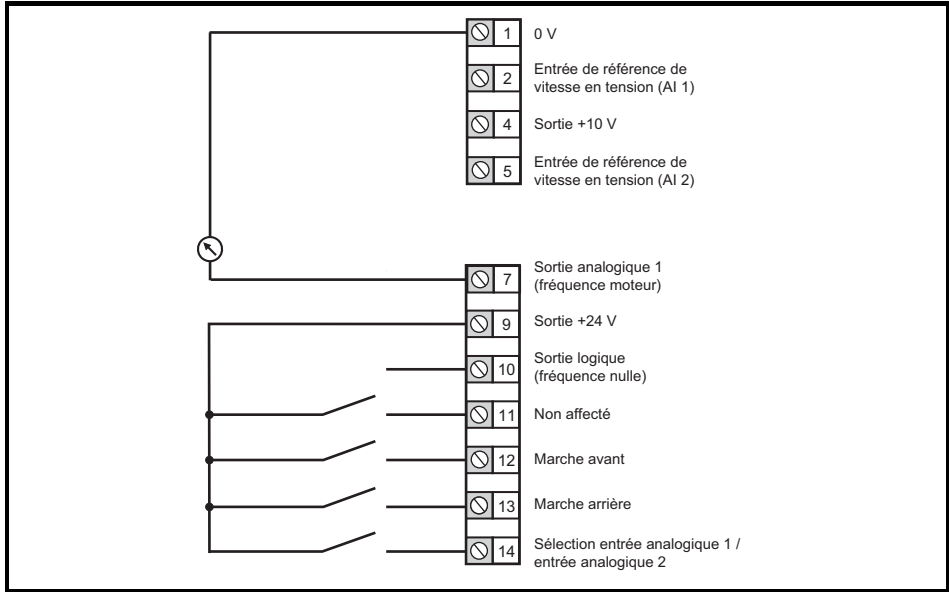 1 0 V
2 Entrée de référence de
vitesse en tension (AI 1)
4 Sortie +10 V
5 Entrée de référence de
vitesse en tension (AI 2)
7 Sortie analogique 1
(fréquence moteur)
9 Sortie +24 V
10 Sortie logique
(fréquence nulle)
11 Non affecté
12 Marche avant
13 Marche arrière
14 Sélection entrée analogique 1 /
entrée analogique 2